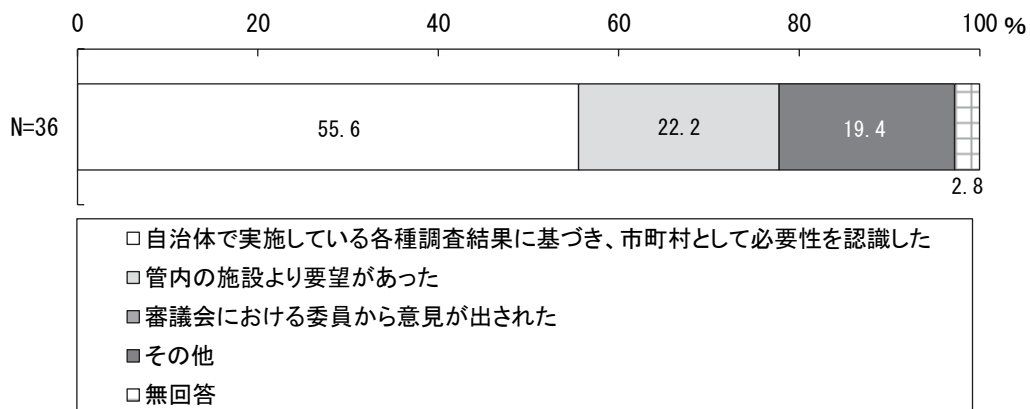 0 20 40 60 80 100 %
N=36 55.6 22.2 19.4
2.8
□自治体で実施している各種調査結果に基づき、市町村として必要性を認識した
■管内の施設より要望があった
■審議会における委員から意見が出された
■その他
□無回答